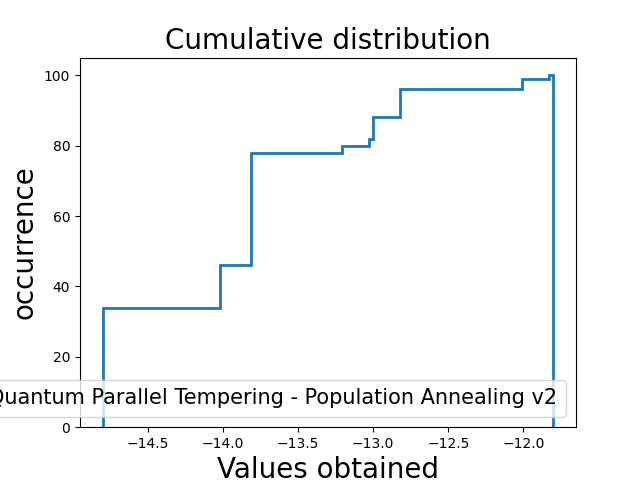 Cumulative distribution
100
80
60
40
20
0
occurrence
Quantum Parallel Tempering - Population Annealing v2
−14.5 −14.0 −13.5 −13.0 −12.5 −12.0
Values obtained